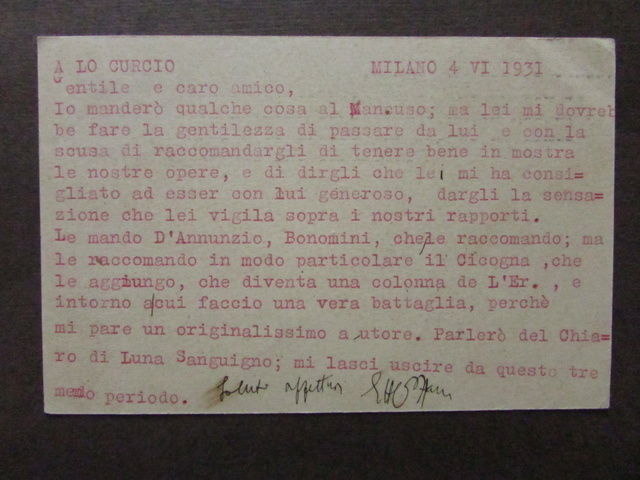 A LO CURCIO MILANO 4 VI 1931
Gentile e caro amico,
Io manderò qualche cosa al Mancuso; ma lei mi dovreb
be fare la gentilezza di passare da lui e con la
scusa di raccomandargli di tenere bene in mostra
le nostre opere, e di dirgli che lei mi ha consi=
gliato ad esser con lui generoso, dargli la sensa=
zione che lei vigila sopra i nostri rapporti.
Le mando D'Annunzio, Bonomini, che le raccomando; ma
le raccomando in modo particolare il Cicogna ,che
le aggiungo, che diventa una colonna de L'Er. , e
intorno a cui faccio una vera battaglia, perchè
mi pare un originalissimo autore. Parlerò del Chia=
ro di Luna Sanguigno; mi lasci uscire da questo tre
mendo periodo. Saluti affettuosi